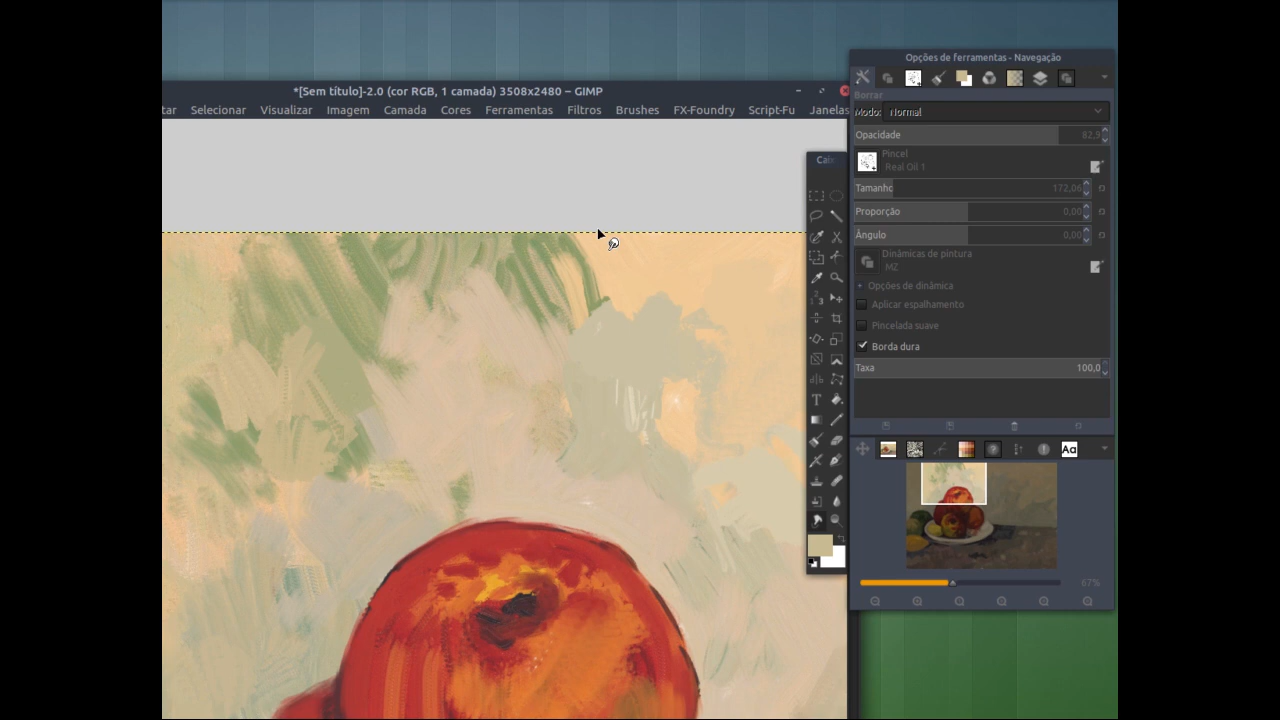 Opções de ferramentas - Navegação
*[Sem título]-2.0 (cor RGB, 1 camada) 3508x2480 – GIMP
tar Selecionar Visualizar Imagem Camada Cores Ferramentas Filtros Brushes FX-Foundry Script-Fu Janelas
Borrar
Modo: Normal
Opacidade 82,9
Pincel
Real Oil 1
Tamanho 172,06
Proporção 0,00
Ângulo 0,00
Dinâmicas de pintura
MZ
Opções de dinâmica
Aplicar espalhamento
Pincelada suave
Borda dura
Taxa 100,0
Aa
67%